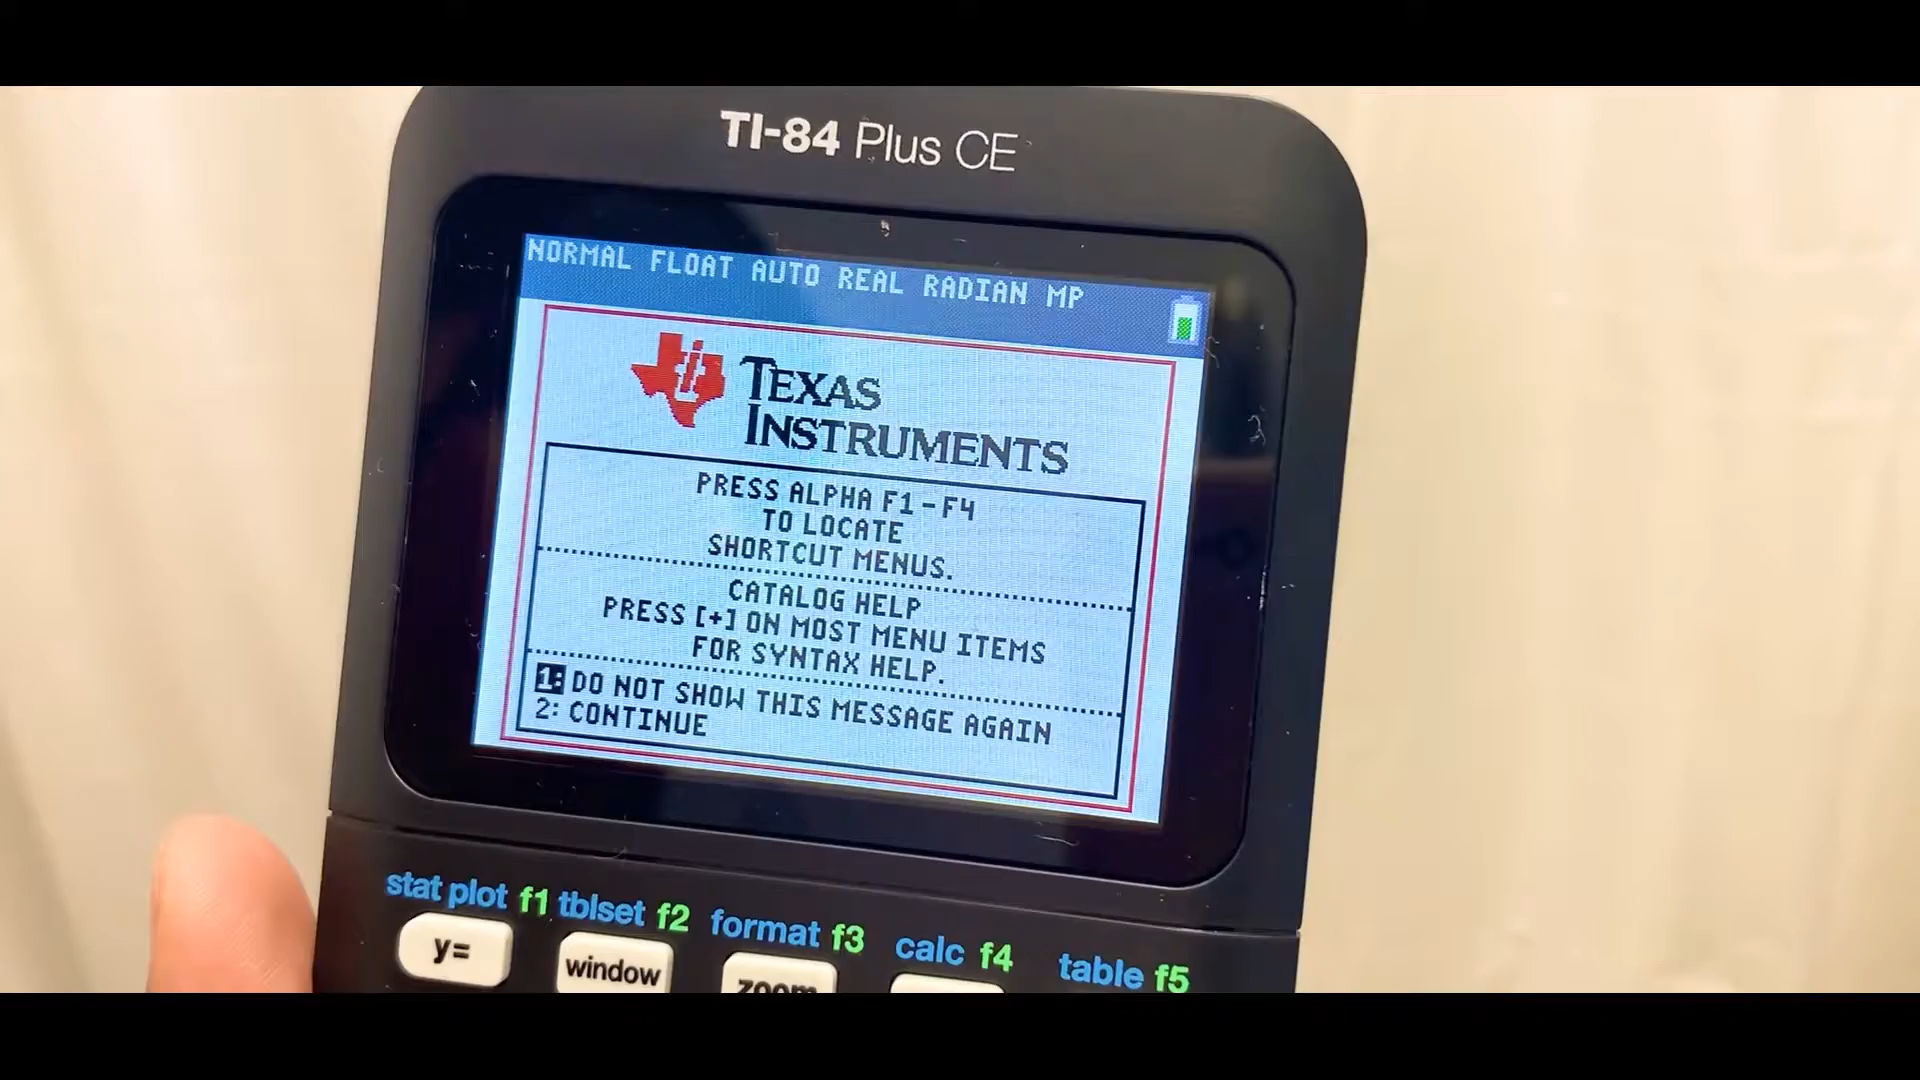 TI-84 Plus CE
NORMAL FLOAT AUTO REAL RADIAN MP
TEXAS
INSTRUMENTS
PRESS ALPHA F1-F4
TO LOCATE
SHORTCUT MENUS.
CATALOG HELP
PRESS [+] ON MOST MENU ITEMS
FOR SYNTAX HELP.
1: DO NOT SHOW THIS MESSAGE AGAIN
2: CONTINUE
stat plot f1 tblset f2 format f3 calc f4 table f5
y= window zoom